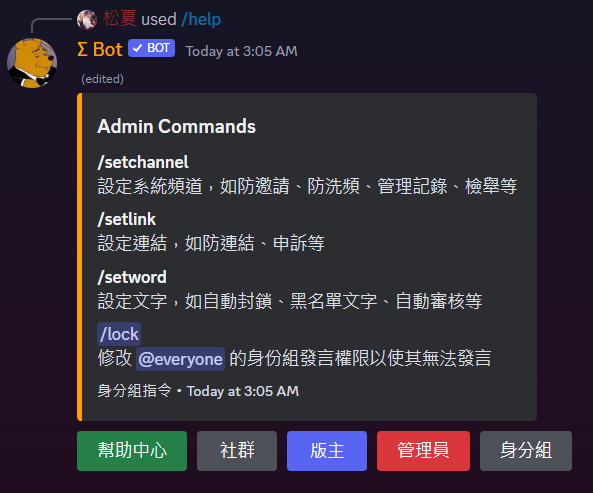 松夏 used /help
Σ Bot ✓ BOT Today at 3:05 AM
(edited)
Admin Commands
/setchannel
設定系統頻道，如防邀請、防洗頻、管理記錄、檢舉等
/setlink
設定連結，如防連結、申訴等
/setword
設定文字，如自動封鎖、黑名單文字、自動審核等
/lock
修改 @everyone 的身份組發言權限以使其無法發言
身分組指令 • Today at 3:05 AM
幫助中心 社群 版主 管理員 身分組